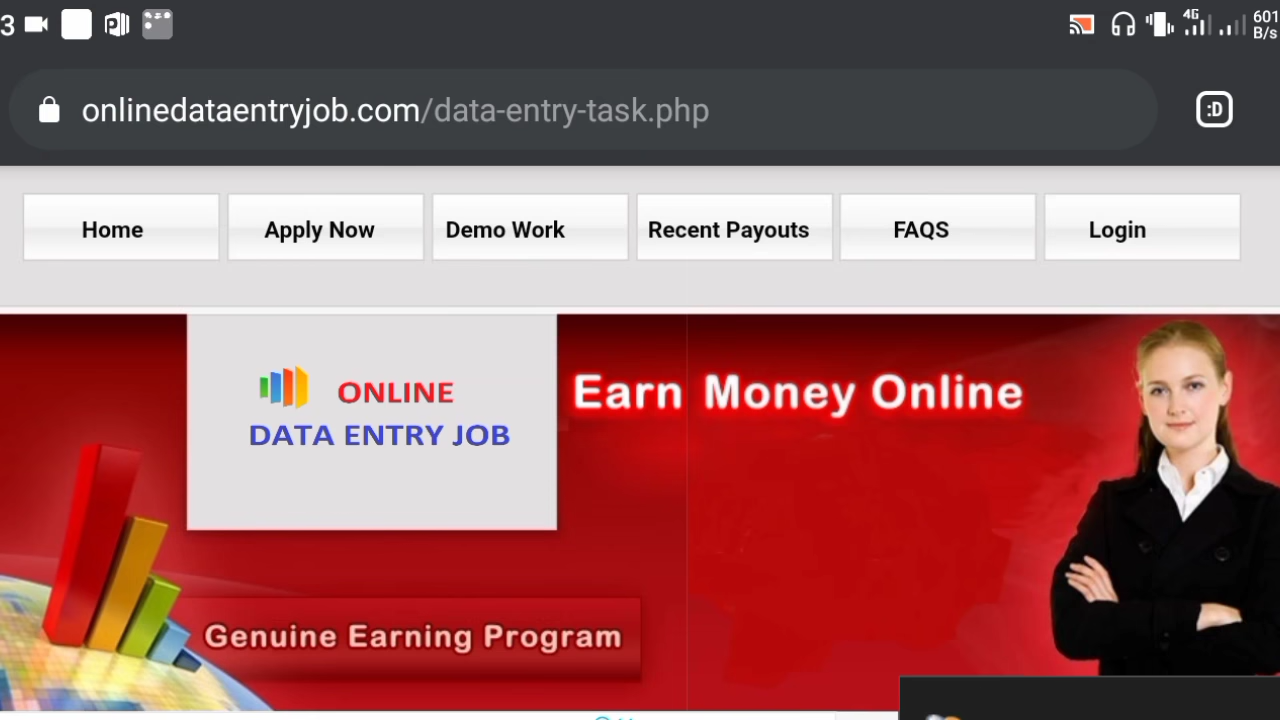 3 4G 601 B/s
onlinedataentryjob.com/data-entry-task.php :D
Home Apply Now Demo Work Recent Payouts FAQS Login
ONLINE
DATA ENTRY JOB
Earn Money Online
Genuine Earning Program